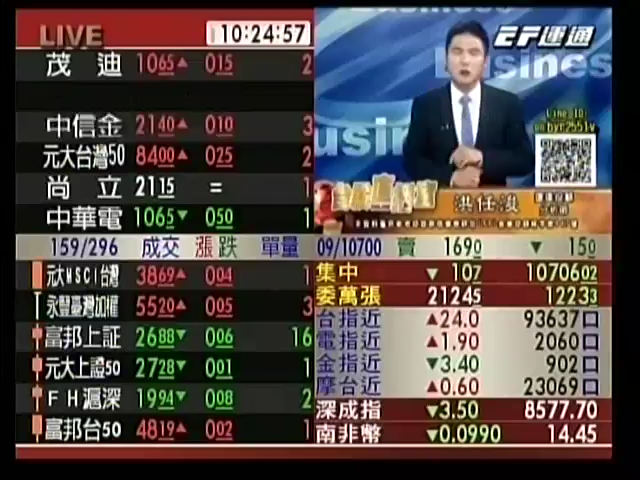 LIVE 10:24:57
茂迪 1065▲ 015 2
中信金 2140▲ 010 3
元大台灣50 8400▲ 025 2
尚立 2115 = 1
中華電 1065▼ 050 1
159/296 成交 漲跌 單量
元大MSCI台灣 3869▲ 004 1
永豐臺灣加權 5520▲ 005 3
富邦上証 2688▼ 006 16
元大上證50 2728▼ 001 1
FH滬深 1994▼ 008 2
富邦台50 4819▲ 002 1
運通
Business
usiness
Line ID:
洪任浚
09/10700 賣 1690 ▼ 150
集中 ▼ 107 1070602
委萬張 21245 12233
台指近 ▲24.0 93637口
電指近 ▲1.90 2060口
金指近 ▼3.40 902口
摩台近 ▲0.60 23069口
深成指 ▼3.50 8577.70
南非幣 ▼0.0990 14.45